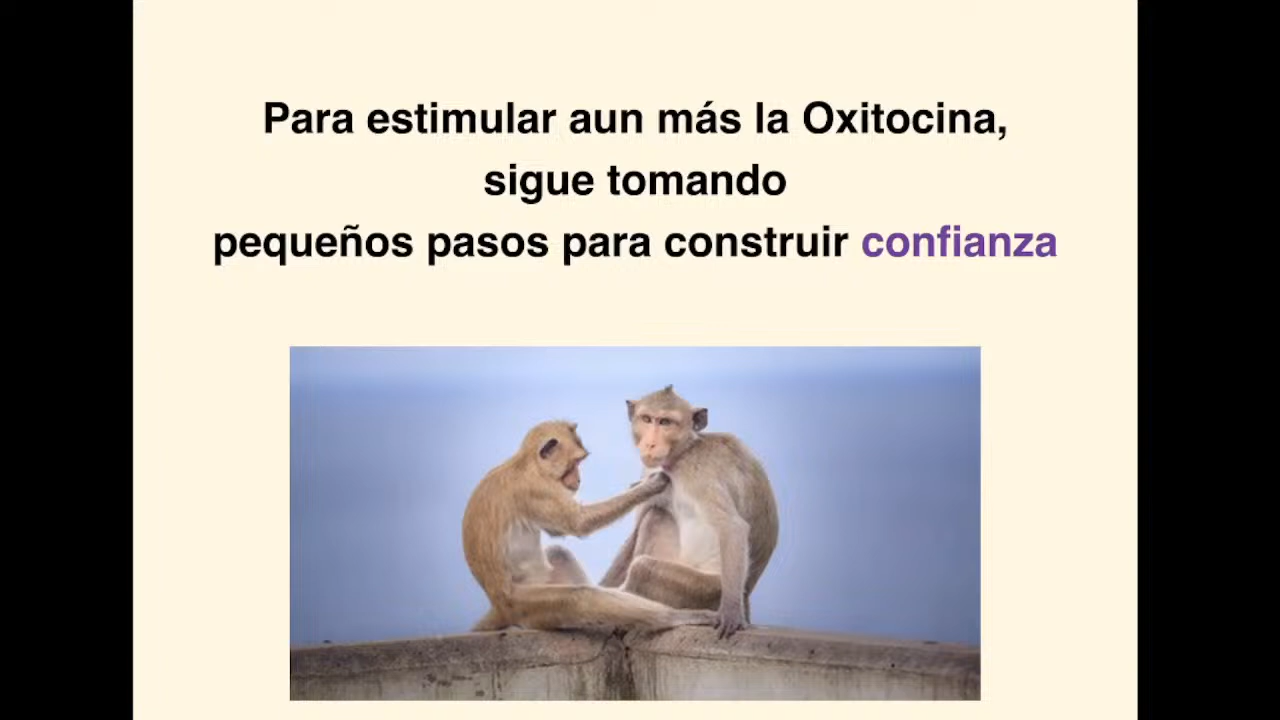 Para estimular aun más la Oxitocina,
sigue tomando
pequeños pasos para construir confianza